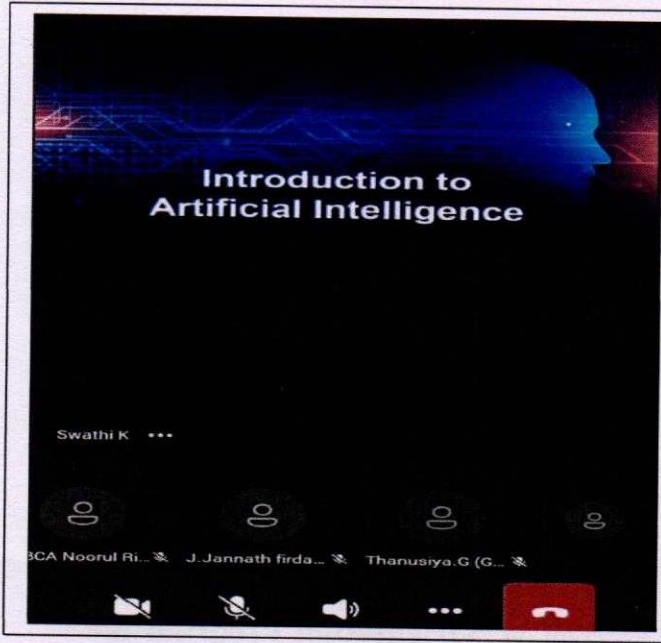 Introduction to
Artificial Intelligence
Swathi K •••
BCA Noorul Ri...
J.Jannath firda...
Thanusiya.G (G...